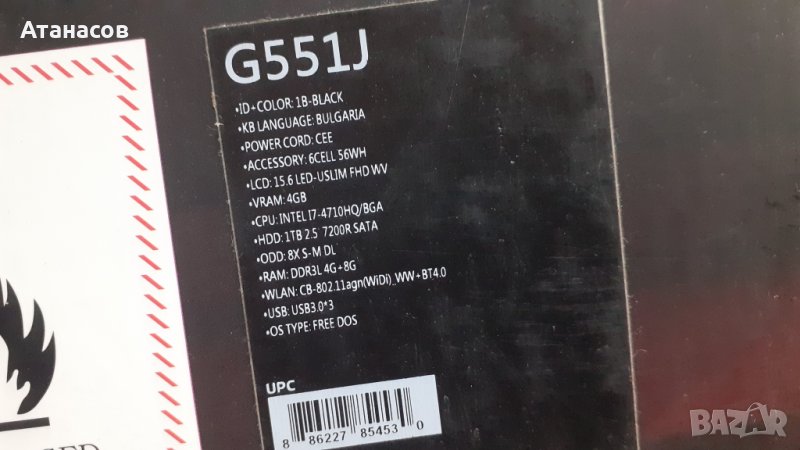 Атанасов
G551J
•ID+COLOR: 1B-BLACK
•KB LANGUAGE: BULGARIA
•POWER CORD: CEE
•ACCESSORY: 6CELL 56WH
•LCD: 15.6 LED-USLIM FHD WV
•VRAM: 4GB
•CPU: INTEL I7-4710HQ/BGA
•HDD: 1TB 2.5" 7200R SATA
•ODD: 8X S-M DL
•RAM: DDR3L 4G+8G
•WLAN: CB-802.11agn(WiDi)_WW+BT4.0
•USB: USB3.0*3
•OS TYPE: FREE DOS
UPC
8 86227 85453 0
BAZAR